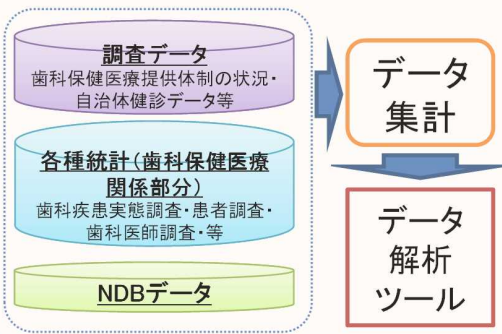 調査データ
歯科保健医療提供体制の状況・
自治体健診データ等
各種統計(歯科保健医療
関係部分)
歯科疾患実態調査・患者調査・
歯科医師調査・等
NDBデータ
データ
集計
データ
解析
ツール